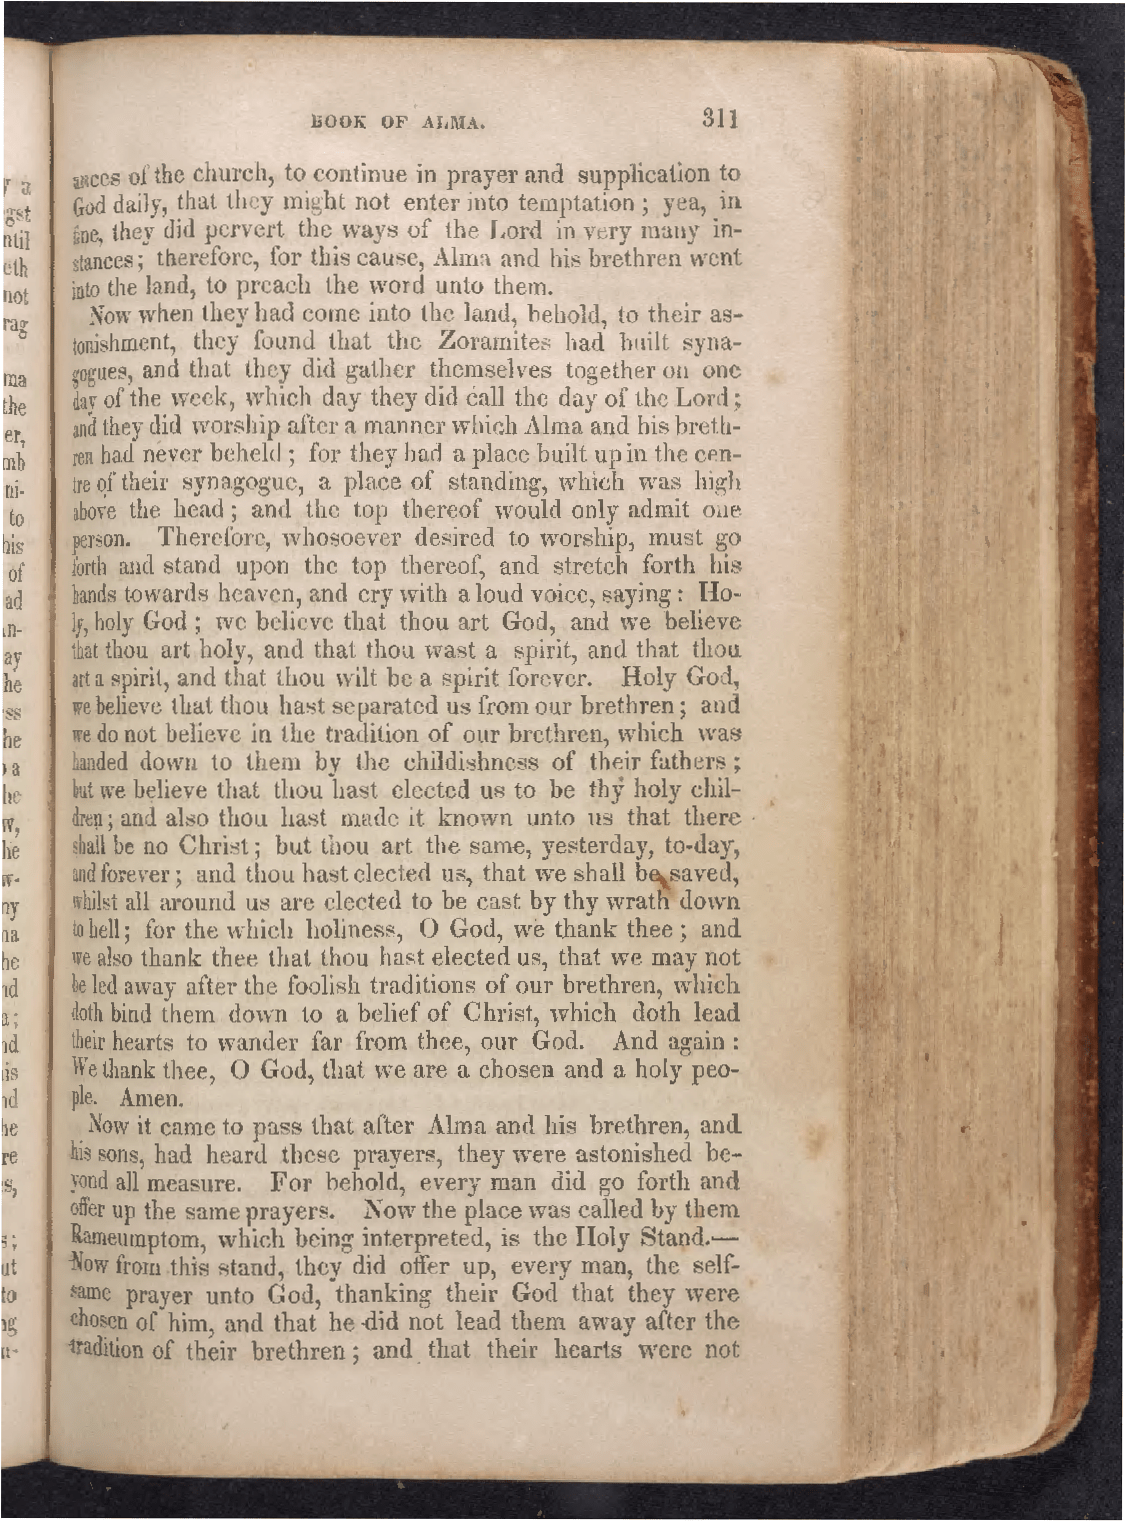 BOOK OF ALMA. 311
ances of the church, to continue in prayer and supplication to
God daily, that they might not enter into temptation; yea, in
fine, they did pervert the ways of the Lord in very many in-
stances; therefore, for this cause, Alma and his brethren went
into the land, to preach the word unto them.
Now when they had come into the land, behold, to their as-
tonishment, they found that the Zoramites had built syna-
gogues, and that they did gather themselves together on one
day of the week, which day they did call the day of the Lord;
and they did worship after a manner which Alma and his breth-
ren had never beheld; for they had a place built up in the cen-
tre of their synagogue, a place of standing, which was high
above the head; and the top thereof would only admit one
person. Therefore, whosoever desired to worship, must go
forth and stand upon the top thereof, and stretch forth his
hands towards heaven, and cry with a loud voice, saying: Ho-
ly, holy God; we believe that thou art God, and we believe
that thou art holy, and that thou wast a spirit, and that thou
art a spirit, and that thou wilt be a spirit forever. Holy God,
we believe that thou hast separated us from our brethren; and
we do not believe in the tradition of our brethren, which was
handed down to them by the childishness of their fathers;
but we believe that thou hast elected us to be thy holy chil-
dren; and also thou hast made it known unto us that there
shall be no Christ; but thou art the same, yesterday, to-day,
and forever; and thou hast elected us, that we shall be saved,
whilst all around us are elected to be cast by thy wrath down
to hell; for the which holiness, O God, we thank thee; and
we also thank thee that thou hast elected us, that we may not
be led away after the foolish traditions of our brethren, which
doth bind them down to a belief of Christ, which doth lead
their hearts to wander far from thee, our God. And again:
We thank thee, O God, that we are a chosen and a holy peo-
ple. Amen.
Now it came to pass that after Alma and his brethren, and
his sons, had heard these prayers, they were astonished be-
yond all measure. For behold, every man did go forth and
offer up the same prayers. Now the place was called by them
Rameumptom, which being interpreted, is the Holy Stand.—
Now from this stand, they did offer up, every man, the self-
same prayer unto God, thanking their God that they were
chosen of him, and that he did not lead them away after the
tradition of their brethren; and that their hearts were not